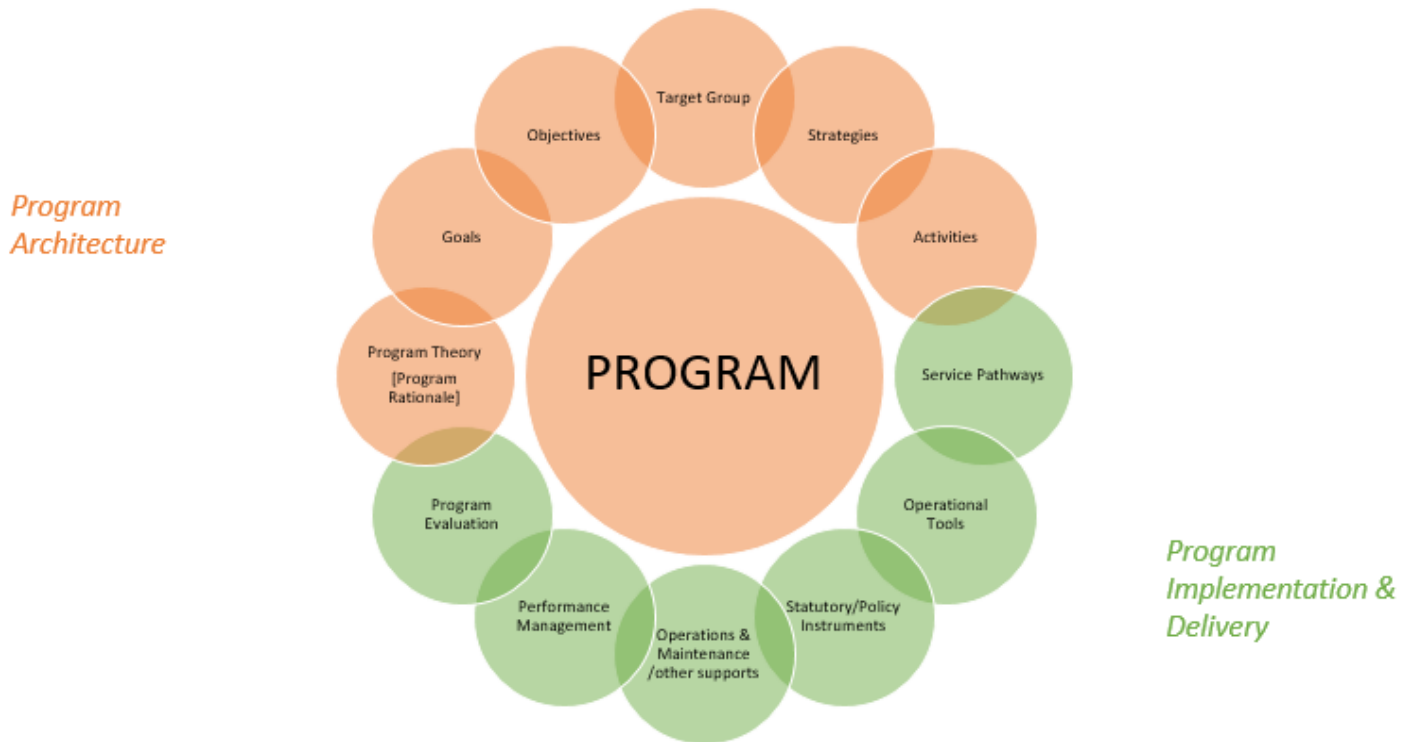 Target Group
Objectives
Strategies
Program
Architecture
Goals
Activities
Program Theory
[Program
Rationale]
PROGRAM
Service Pathways
Program
Evaluation
Operational
Tools
Program
Implementation &
Delivery
Performance
Management
Operations &
Maintenance
/other supports
Statutory/Policy
Instruments